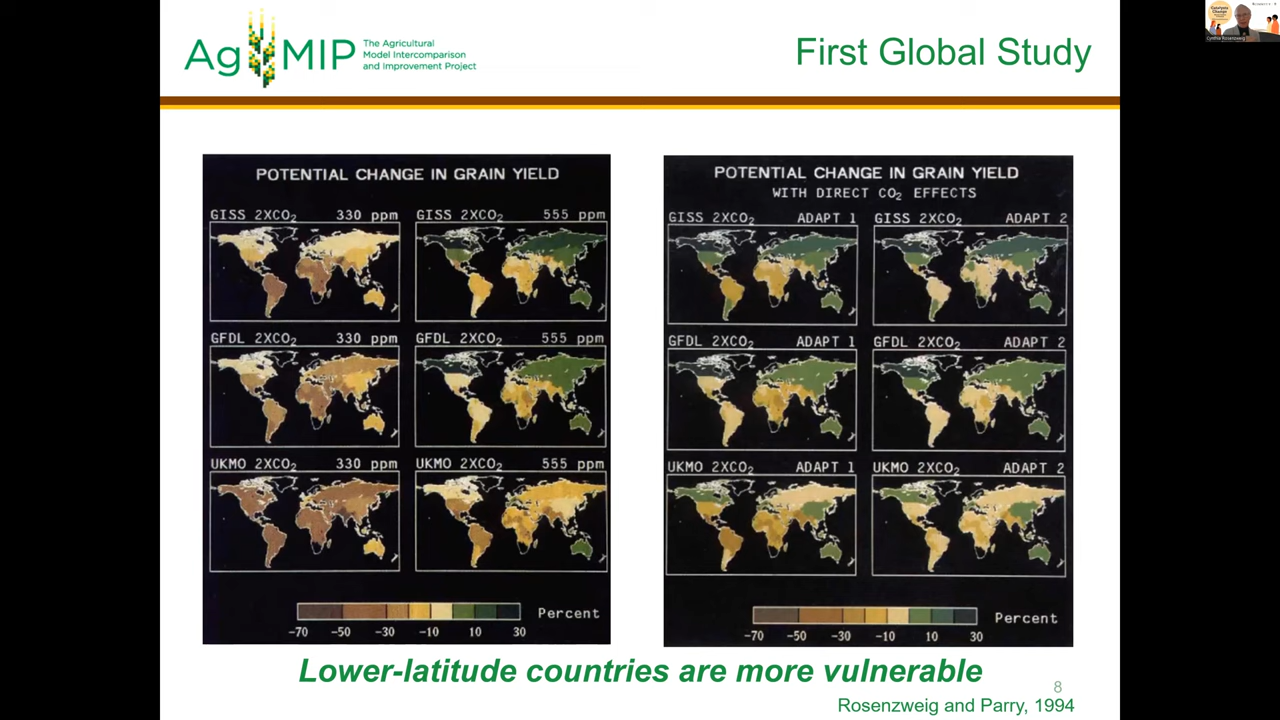 AgMIP
The Agricultural
Model Intercomparison
and Improvement Project
First Global Study
POTENTIAL CHANGE IN GRAIN YIELD
GISS 2XCO₂ 330 ppm
GISS 2XCO₂ 555 ppm
GFDL 2XCO₂ 330 ppm
GFDL 2XCO₂ 555 ppm
UKMO 2XCO₂ 330 ppm
UKMO 2XCO₂ 555 ppm
Percent
-70 -50 -30 -10 10 30
POTENTIAL CHANGE IN GRAIN YIELD
WITH DIRECT CO₂ EFFECTS
GISS 2XCO₂ ADAPT 1
GISS 2XCO₂ ADAPT 2
GFDL 2XCO₂ ADAPT 1
GFDL 2XCO₂ ADAPT 2
UKMO 2XCO₂ ADAPT 1
UKMO 2XCO₂ ADAPT 2
Percent
-70 -50 -30 -10 10 30
Lower-latitude countries are more vulnerable
8
Rosenzweig and Parry, 1994
Cynthia Rosenzweig